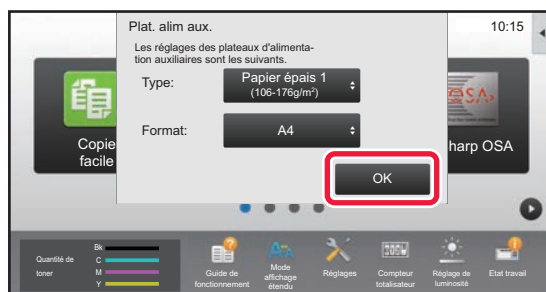 Plat. alim aux.
10:15
Les réglages des plateaux d'alimenta-
tion auxiliaires sont les suivants.
Type:
Papier épais 1
(106-176g/m²)
Format:
A4
OK
Copie
facile
harp OSA
Quantité de
toner
Bk
C
M
Y
Guide de
fonctionnement
Mode
affichage
étendu
Réglages
Compteur
totalisateur
Réglage de
luminosité
Etat travail